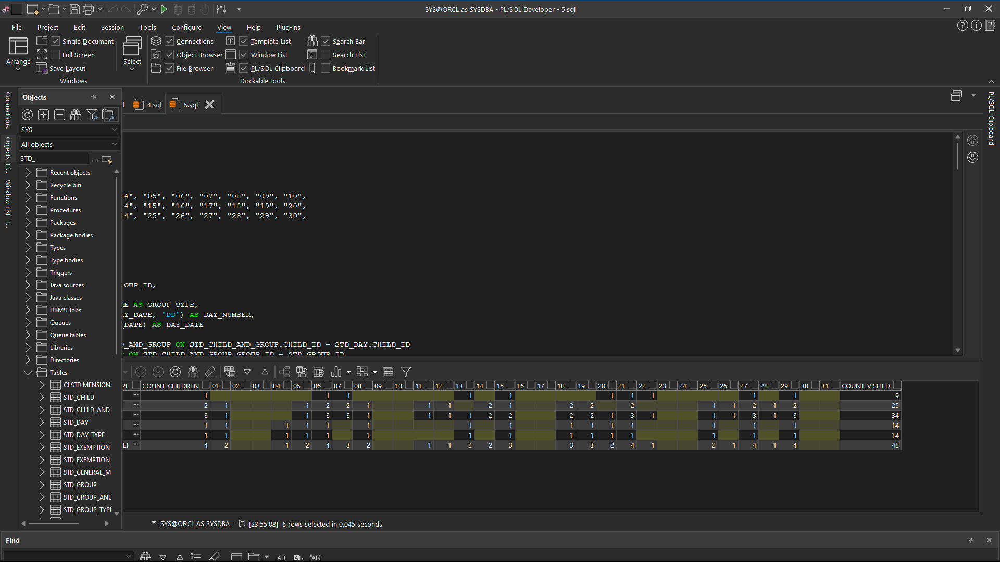 SYS@ORCL as SYSDBA - PL/SQL Developer - 5.sql
File Project Edit Session Tools Configure View Help Plug-Ins
Single Document Connections Template List Search Bar
Full Screen Object Browser Window List Search List
Arrange Save Layout Select File Browser PL/SQL Clipboard Bookmark List
Windows Dockable tools
Connections
Objects
Fi...
Window List
T...
PL/SQL Clipboard
Objects
SYS
All objects
STD_
Recent objects
Recycle bin
Functions
Procedures
Packages
Package bodies
Types
Type bodies
Triggers
Java sources
Java classes
DBMS_Jobs
Queues
Queue tables
Libraries
Directories
Tables
CLSTDIMENSION
STD_CHILD
STD_CHILD_AND_
STD_DAY
STD_DAY_TYPE
STD_EXEMPTION
STD_EXEMPTION_
STD_GENERAL_M
STD_GROUP
STD_GROUP_AND
STD_GROUP_TYPE
4.sql 5.sql
04", "05", "06", "07", "08", "09", "10",
14", "15", "16", "17", "18", "19", "20",
24", "25", "26", "27", "28", "29", "30",
OUP_ID,
ME AS GROUP_TYPE,
AY_DATE, 'DD') AS DAY_NUMBER,
_DATE) AS DAY_DATE
D_AND_GROUP ON STD_CHILD_AND_GROUP.CHILD_ID = STD_DAY.CHILD_ID
ON STD_CHILD_AND_GROUP.GROUP_ID = STD_GROUP.ID
PE COUNT_CHILDREN 01 02 03 04 05 06 07 08 09 10 11 12 13 14 15 16 17 18 19 20 21 22 23 24 25 26 27 28 29 30 31 COUNT_VISITED
... 1 1 1 1 1 1 1 1 1 1 9
... 2 1 1 2 2 1 1 1 2 1 2 2 2 1 1 2 1 2 25
... 3 1 1 3 3 1 1 1 1 2 2 2 2 1 3 1 1 1 3 1 3 34
... 1 1 1 1 1 1 1 1 1 1 1 1 1 1 1 14
... 1 1 1 1 1 1 1 1 1 1 1 1 1 1 1 14
ы ... 4 2 1 2 4 3 2 1 1 2 2 3 3 3 2 4 1 2 1 4 1 4 48
SYS@ORCL AS SYSDBA [23:55:08] 6 rows selected in 0,045 seconds
Find
AB Ab "AB"